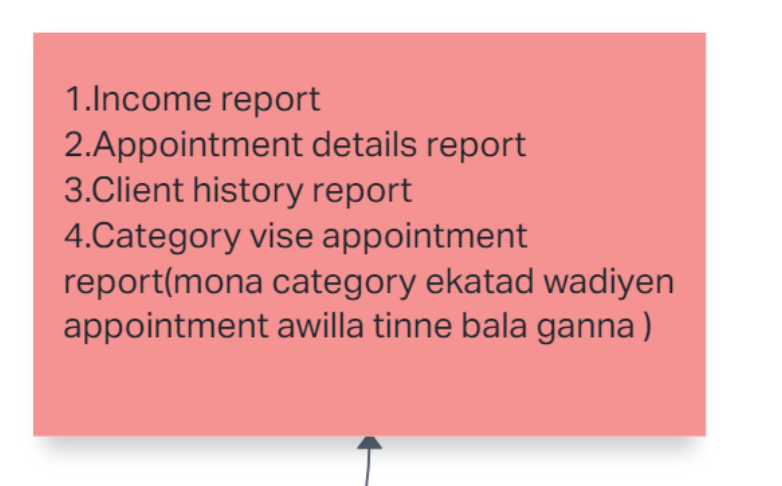 1.Income report
2.Appointment details report
3.Client history report
4.Category vise appointment
report(mona category ekatad wadiyen
appointment awilla tinne bala ganna )